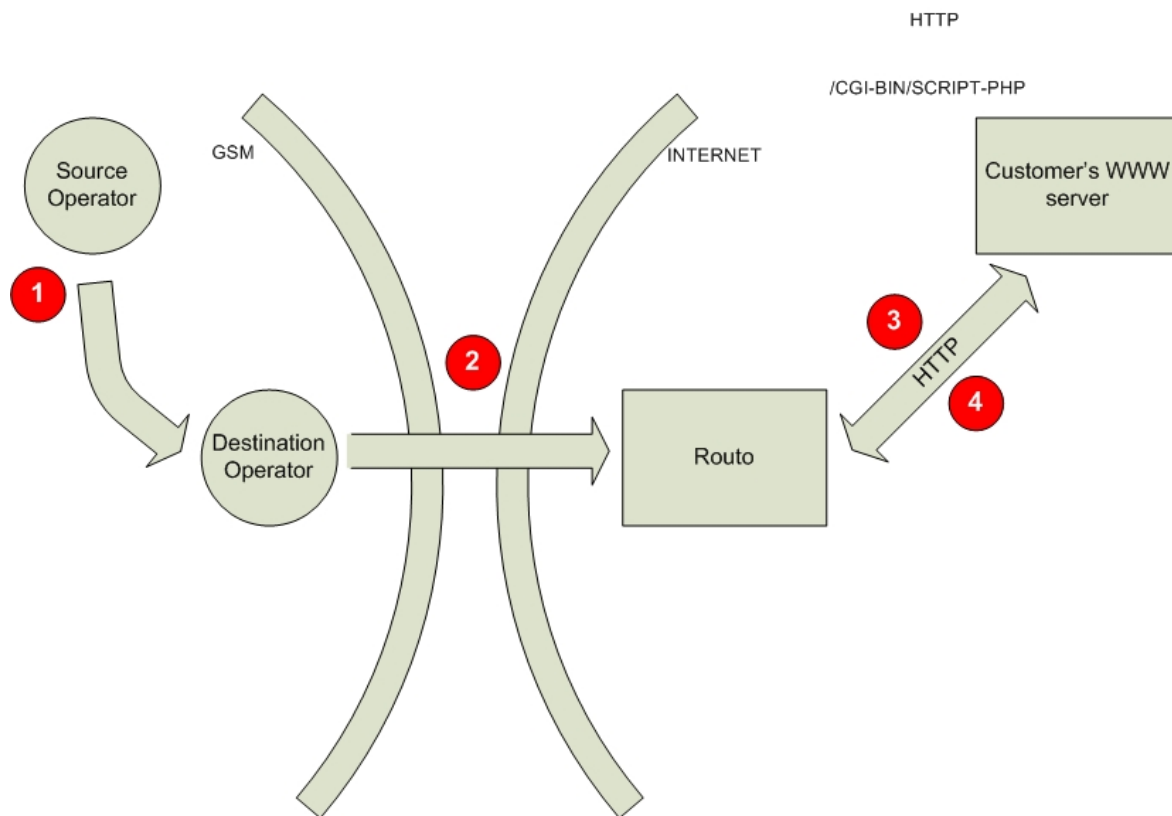 HTTP
/CGI-BIN/SCRIPT-PHP
GSM
INTERNET
Source
Operator
Customer's WWW
server
1
2
3
HTTP
4
Destination
Operator
Routo